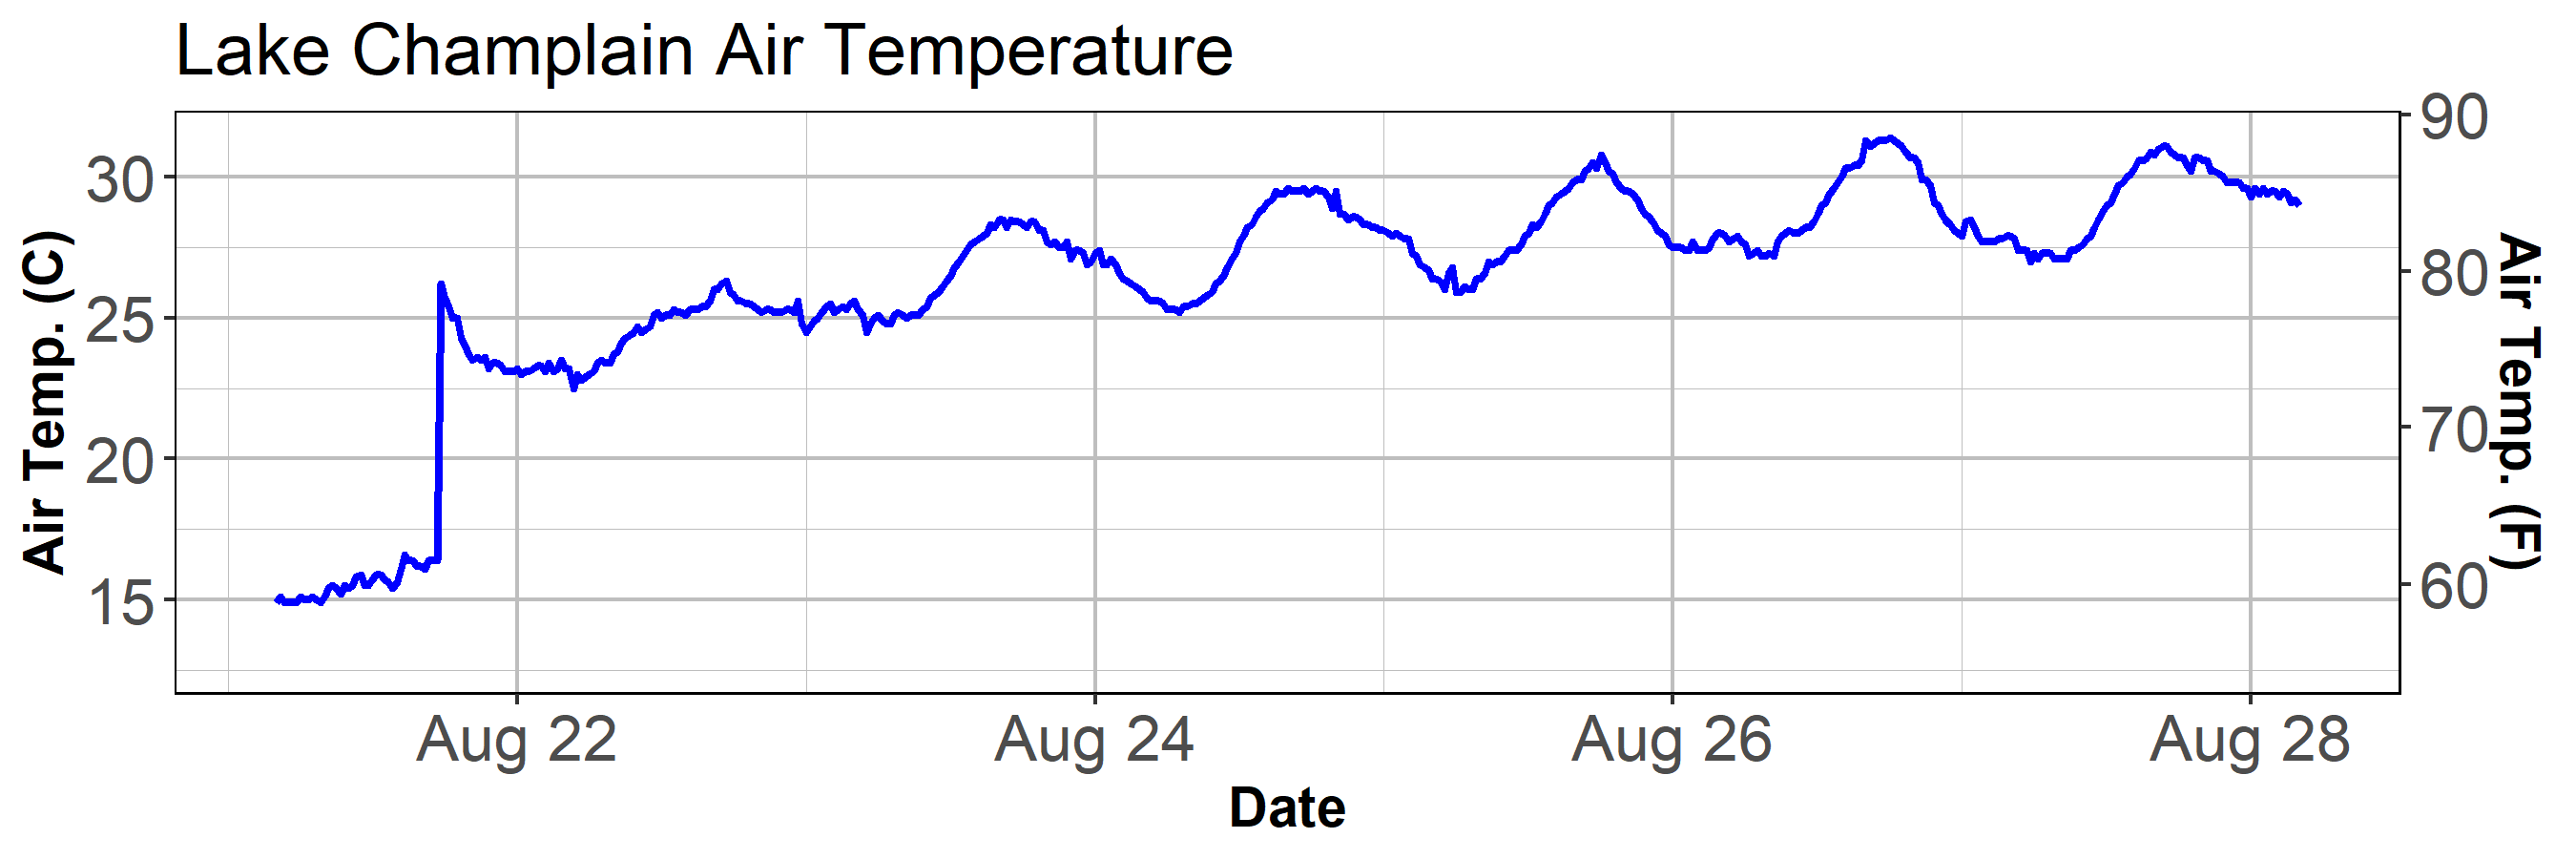 Lake Champlain Air Temperature
Air Temp. (C)
30
25
20
15
90
80
70
60
Air Temp. (F)
Aug 22
Aug 24
Aug 26
Aug 28
Date